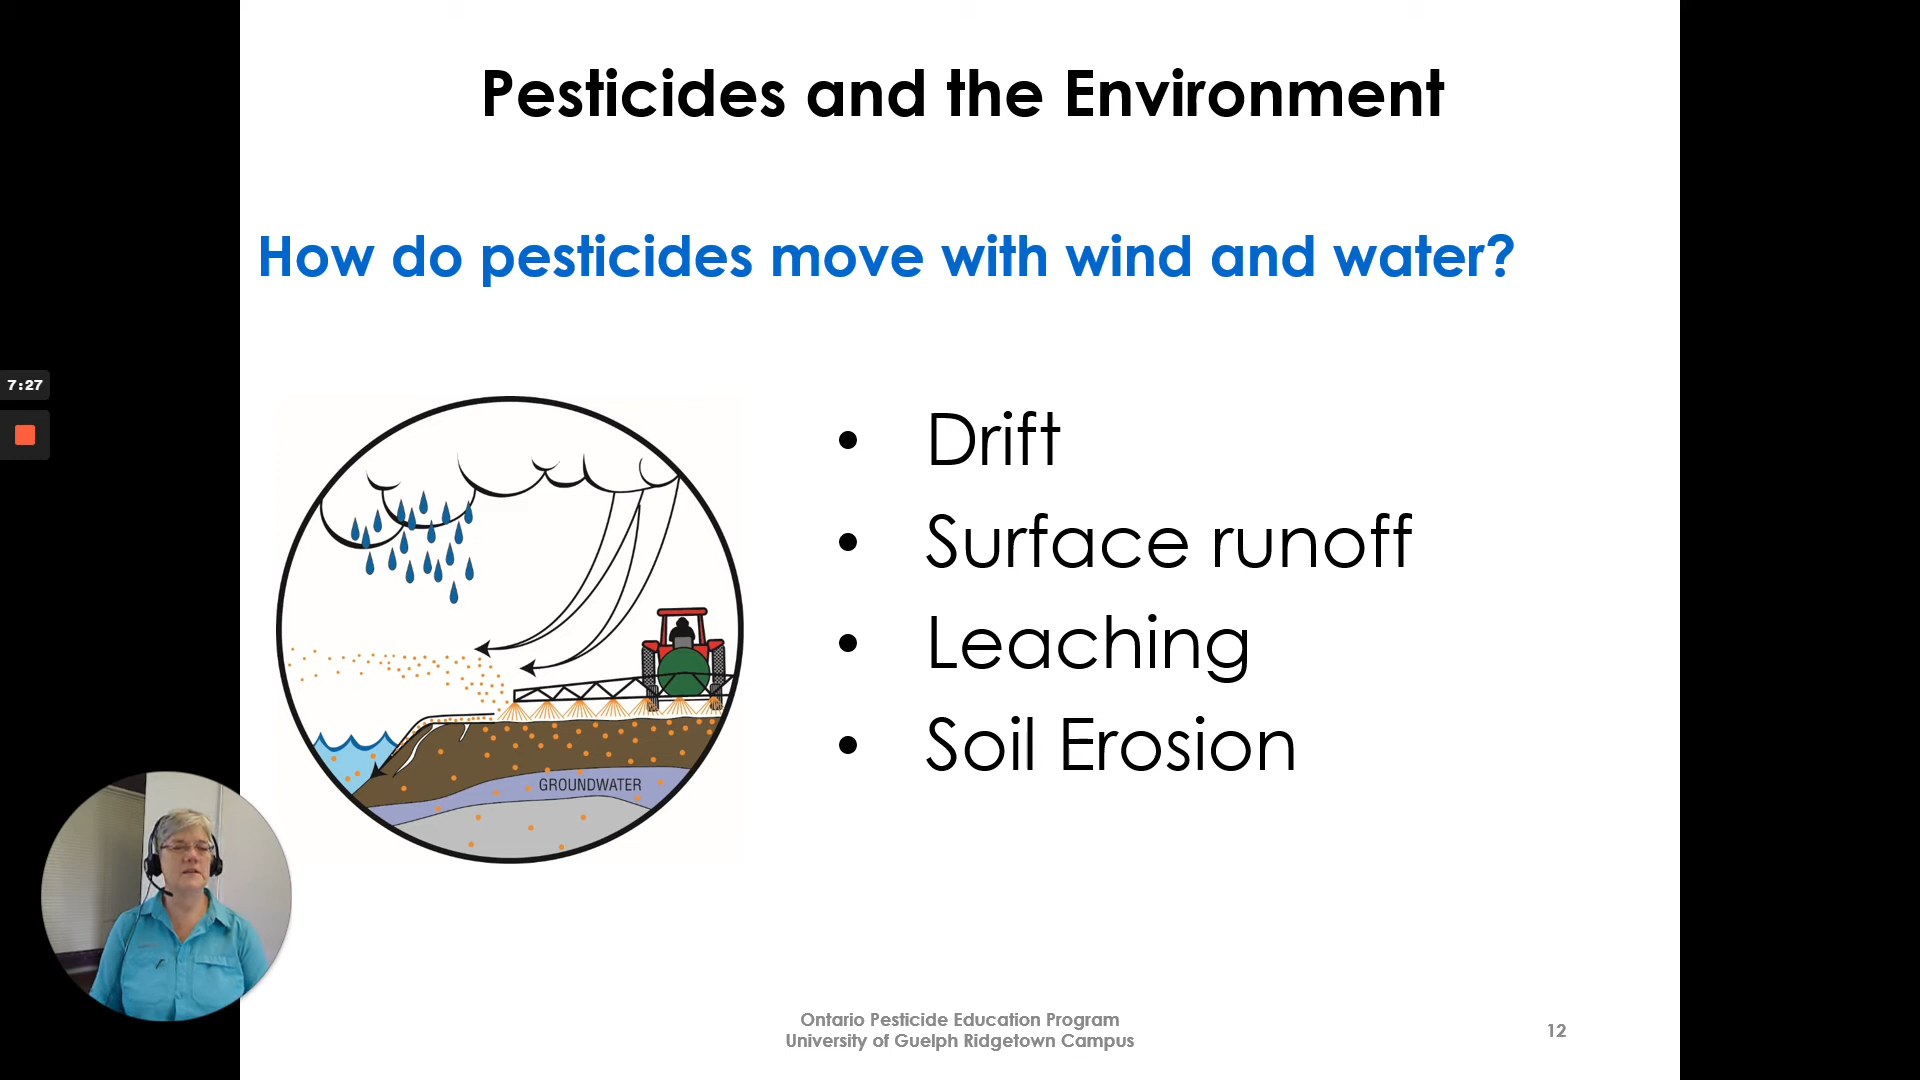 Pesticides and the Environment
How do pesticides move with wind and water?
7:27
• Drift
• Surface runoff
• Leaching
• Soil Erosion
GROUNDWATER
Ontario Pesticide Education Program
University of Guelph Ridgetown Campus
12